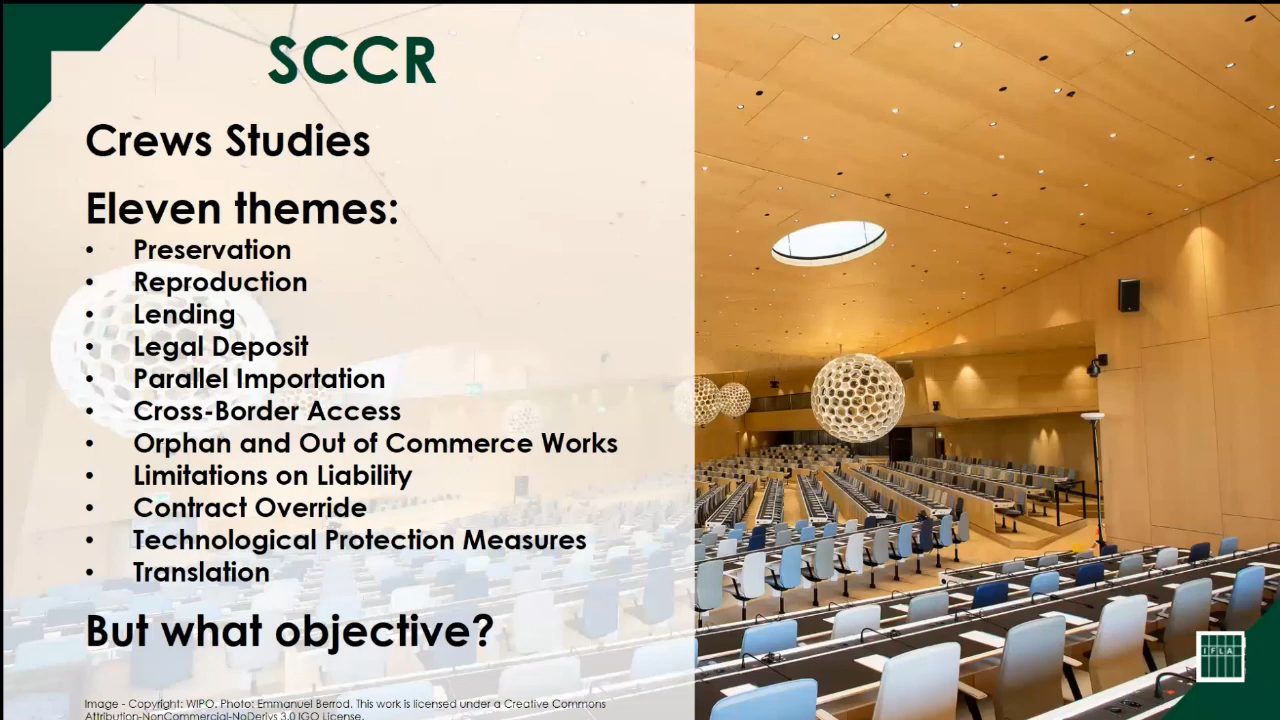 SCCR
Crews Studies
Eleven themes:
• Preservation
• Reproduction
• Lending
• Legal Deposit
• Parallel Importation
• Cross-Border Access
• Orphan and Out of Commerce Works
• Limitations on Liability
• Contract Override
• Technological Protection Measures
• Translation
But what objective?
Image - Copyright: WIPO. Photo: Emmanuel Berrod. This work is licensed under a Creative Commons
Attribution-NonCommercial-NoDerivs 3.0 IGO License.
IFLA